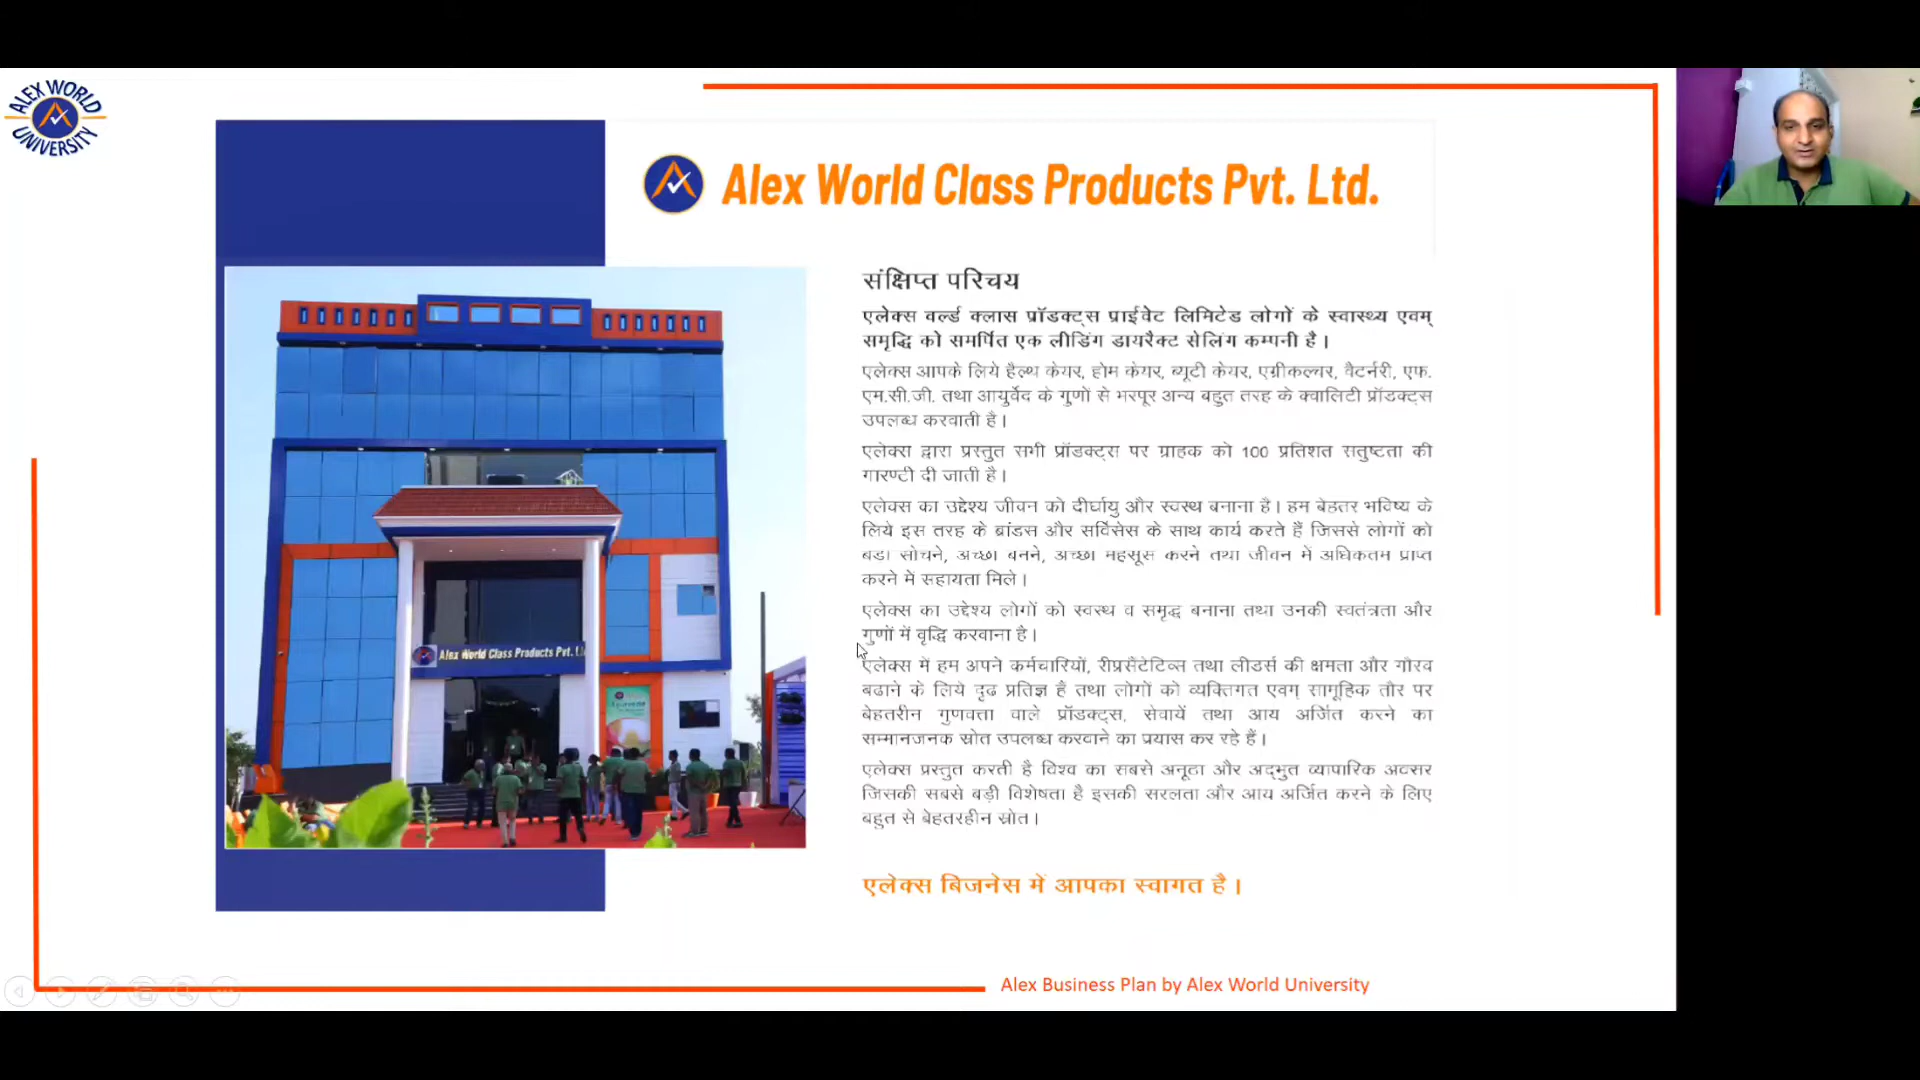 ALEX WORLD
UNIVERSITY
Alex World Class Products Pvt. Ltd.
संक्षिप्त परिचय
एलेक्स वर्ल्ड क्लास प्रॉडक्ट्स प्राईवेट लिमिटेड लोगों के स्वास्थ्य एवम्
समृद्धि को समर्पित एक लीडिंग डायरैक्ट सेलिंग कम्पनी है।
एलेक्स आपके लिये हैल्थ केयर, होम केयर, ब्यूटी केयर, एग्रीकल्चर, वैटर्नरी, एफ.
एम.सी.जी. तथा आयुर्वेद के गुणों से भरपूर अन्य बहुत तरह के क्वालिटी प्रॉडक्ट्स
उपलब्ध करवाती है।
एलेक्स द्वारा प्रस्तुत सभी प्रॉडक्ट्स पर ग्राहक को 100 प्रतिशत सतुष्टता की
गारण्टी दी जाती है।
एलेक्स का उद्देश्य जीवन को दीर्घायु और स्वस्थ बनाना है। हम बेहतर भविष्य के
लिये इस तरह के ब्रांडस और सर्विसेस के साथ कार्य करते हैं जिससे लोगों को
बडा सोचने, अच्छा बनने, अच्छा महसूस करने तथा जीवन में अधिकतम प्राप्त
करने में सहायता मिले।
एलेक्स का उद्देश्य लोगों को स्वस्थ व समृद्ध बनाना तथा उनकी स्वतंत्रता और
गुणों में वृद्धि करवाना है।
एलेक्स में हम अपने कर्मचारियों, रीप्रसैंटेटिव्स तथा लीडर्स की क्षमता और गौरव
बढाने के लिये दृढ प्रतिज्ञ हैं तथा लोगों को व्यक्तिगत एवम् सामूहिक तौर पर
बेहतरीन गुणवत्ता वाले प्रॉडक्ट्स, सेवायें तथा आय अर्जित करने का
सम्मानजनक स्रोत उपलब्ध करवाने का प्रयास कर रहे हैं।
एलेक्स प्रस्तुत करती है विश्व का सबसे अनूठा और अद्भुत व्यापारिक अवसर
जिसकी सबसे बड़ी विशेषता है इसकी सरलता और आय अर्जित करने के लिए
बहुत से बेहतरहीन स्रोत।
एलेक्स बिजनेस में आपका स्वागत है।
Alex World Class Products Pvt.
Alex Business Plan by Alex World University